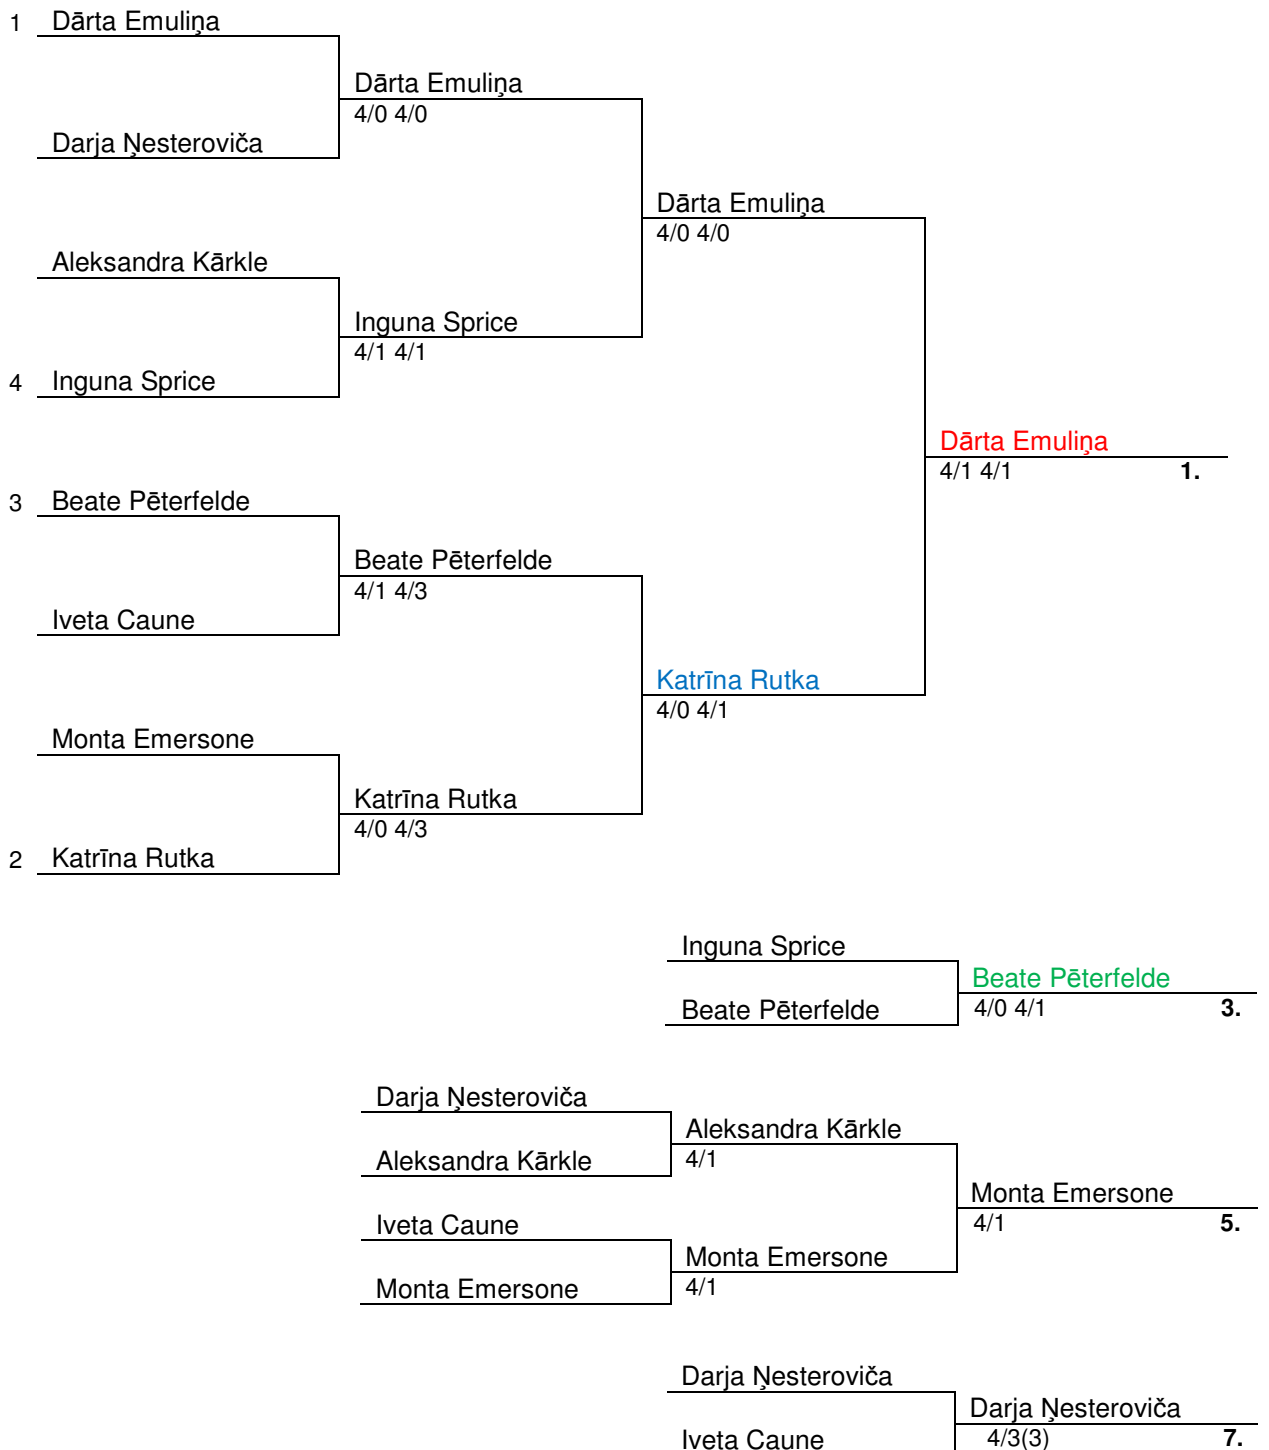 1 Dārta Emuliņa
Dārta Emuliņa
4/0 4/0
Darja Ņesteroviča
Dārta Emuliņa
4/0 4/0
Aleksandra Kārkle
Inguna Sprice
4/1 4/1
4 Inguna Sprice
Dārta Emuliņa
4/1 4/1 1.
3 Beate Pēterfelde
Beate Pēterfelde
4/1 4/3
Iveta Caune
Katrīna Rutka
4/0 4/1
Monta Emersone
Katrīna Rutka
4/0 4/3
2 Katrīna Rutka
Inguna Sprice
Beate Pēterfelde
4/0 4/1 3.
Beate Pēterfelde
Darja Ņesteroviča
Aleksandra Kārkle
4/1
Aleksandra Kārkle
Monta Emersone
4/1 5.
Iveta Caune
Monta Emersone
4/1
Monta Emersone
Darja Ņesteroviča
Darja Ņesteroviča
4/3(3) 7.
Iveta Caune